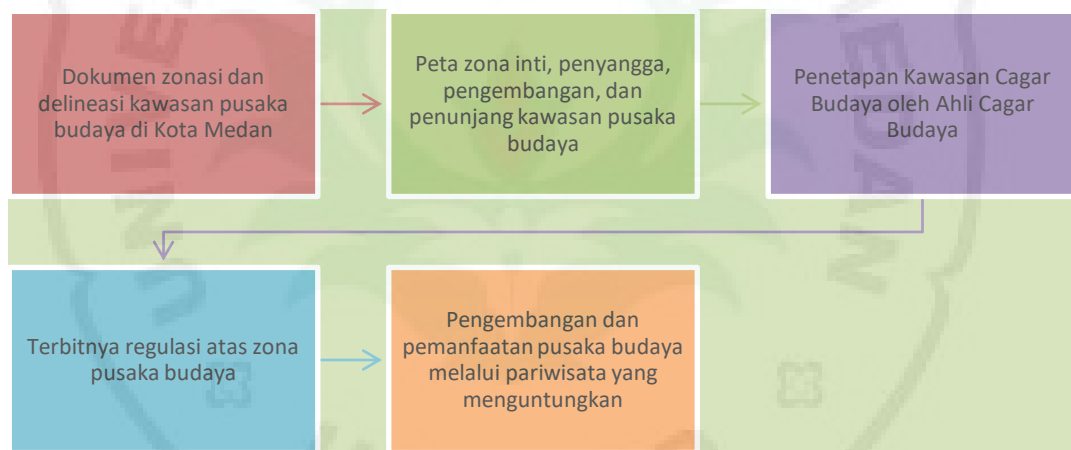 Dokumen zonasi dan
delineasi kawasan pusaka
budaya di Kota Medan
Peta zona inti, penyangga,
pengembangan, dan
penunjang kawasan pusaka
budaya
Penetapan Kawasan Cagar
Budaya oleh Ahli Cagar
Budaya
Terbitnya regulasi atas zona
pusaka budaya
Pengembangan dan
pemanfaatan pusaka budaya
melalui pariwisata yang
menguntungkan